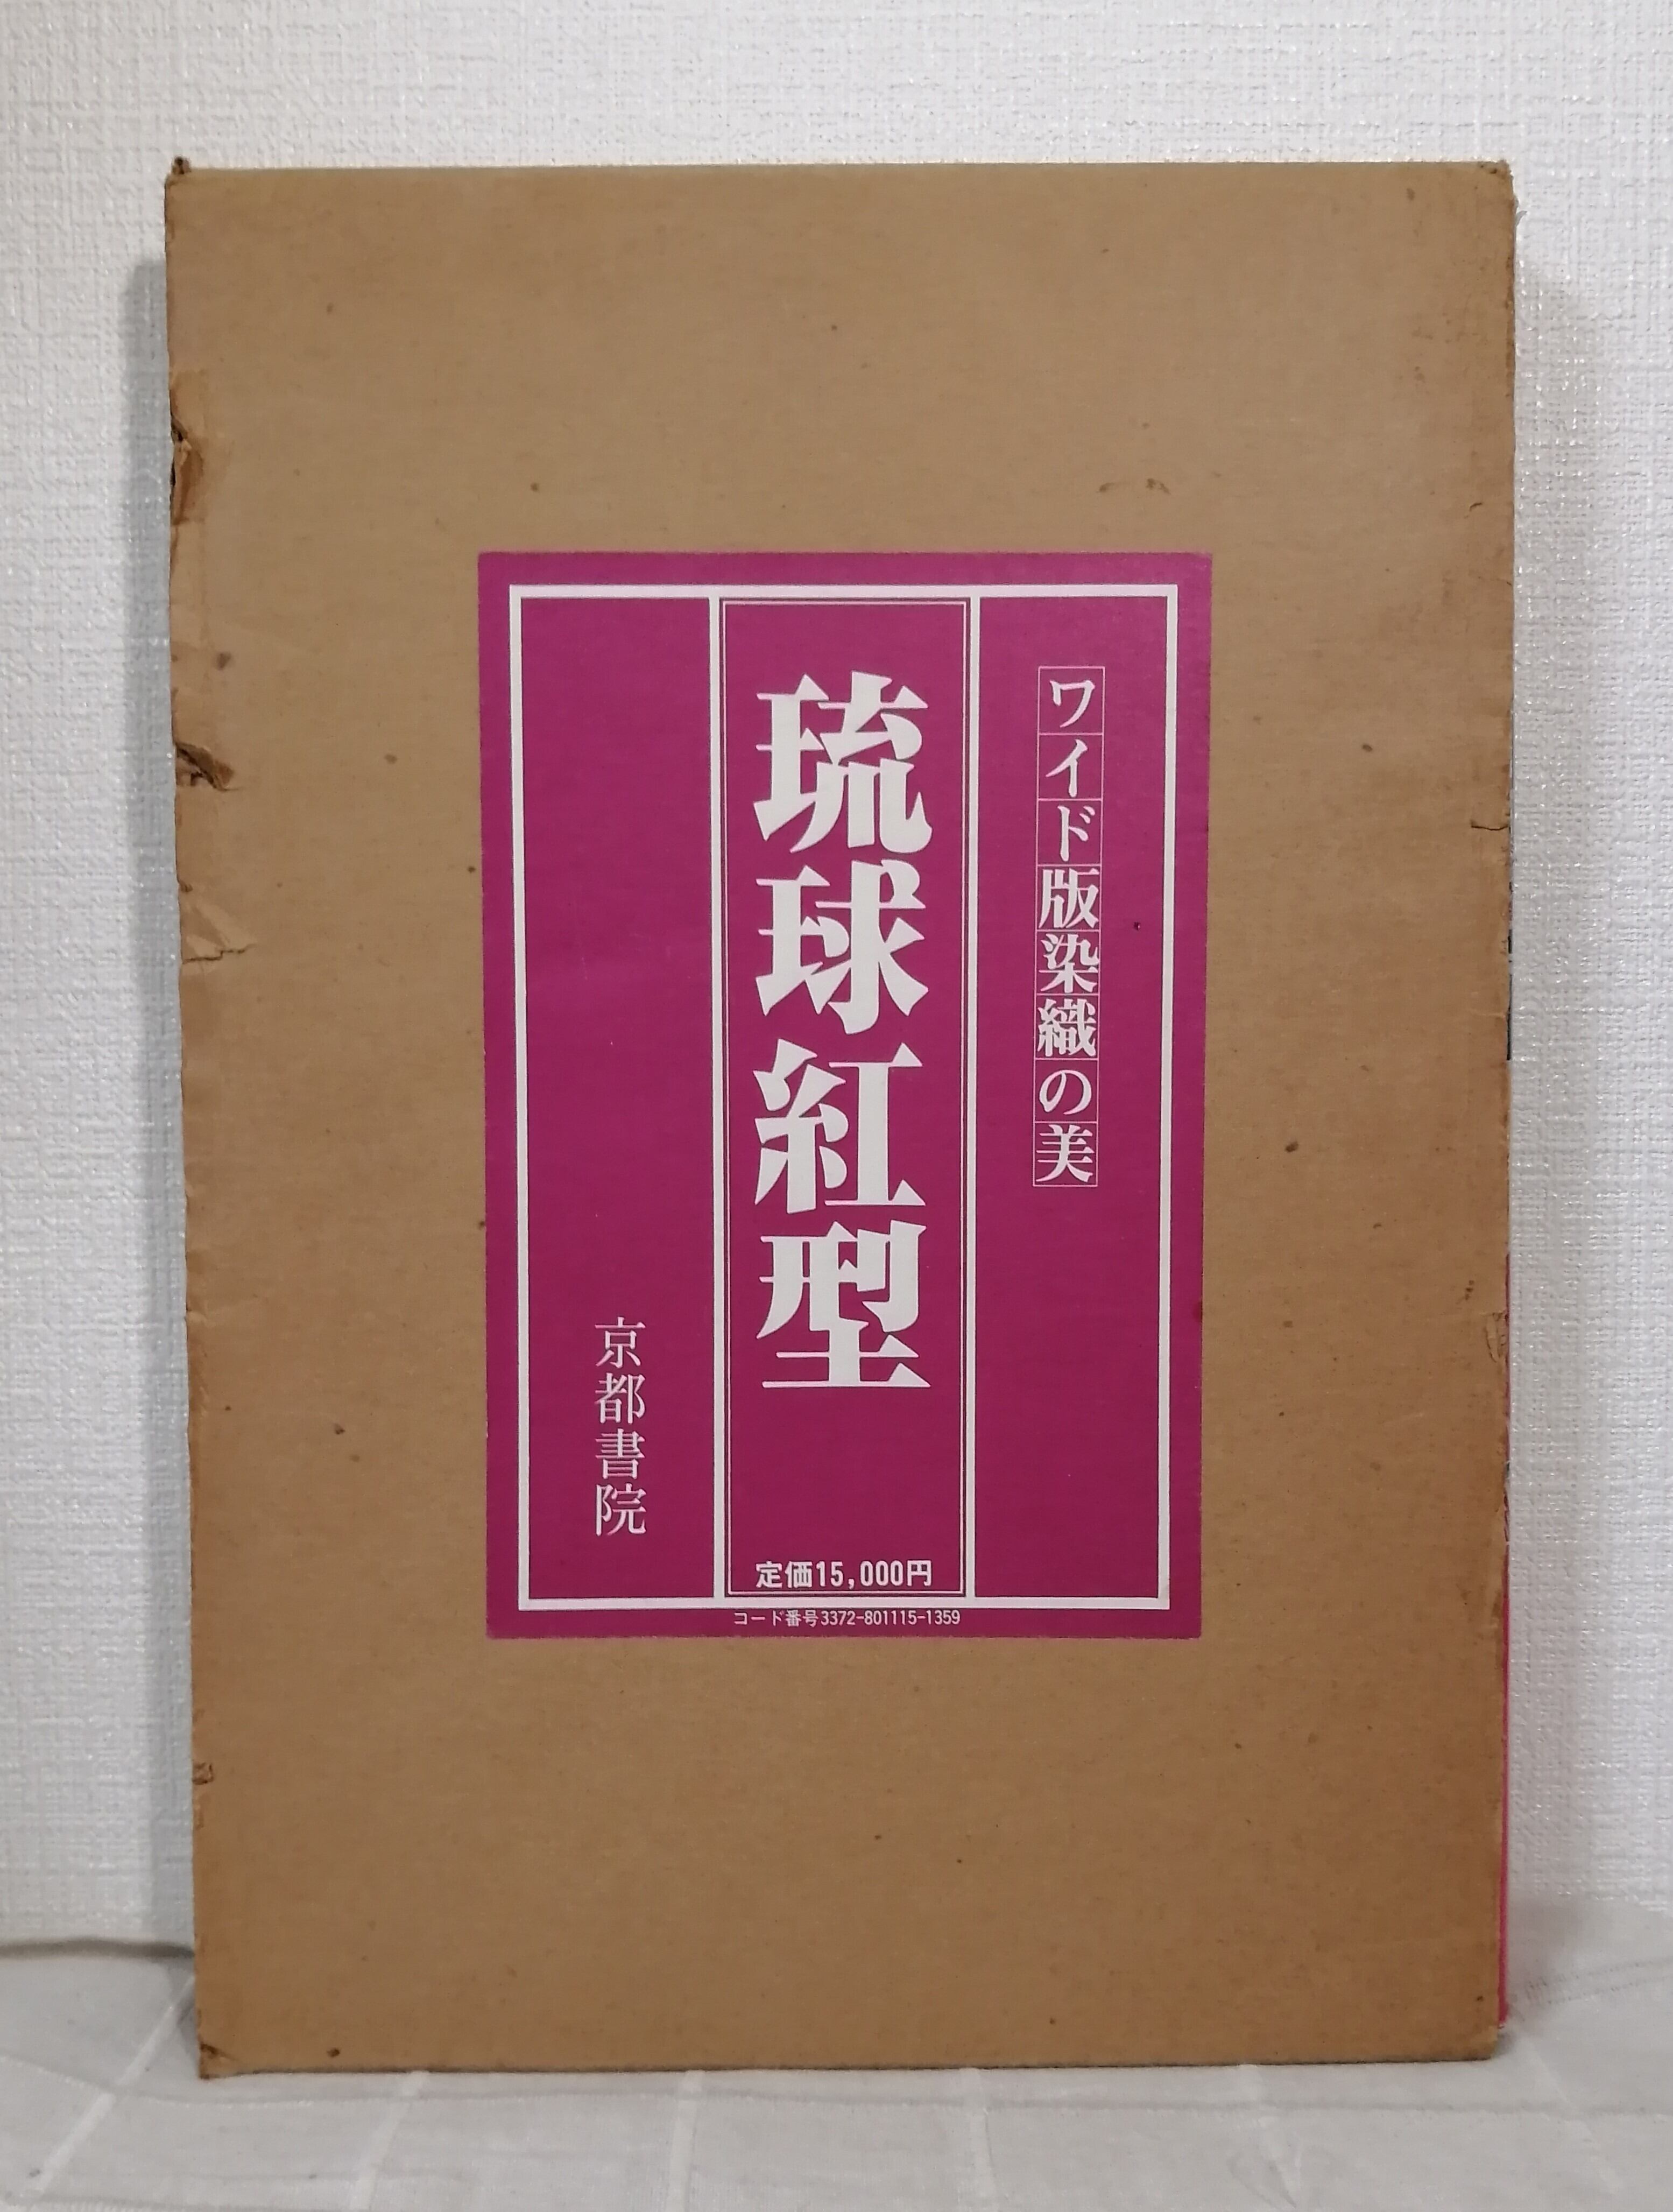 ワイド版染織の美
琉球紅型
京都書院
定価15,000円
コード番号3372-801115-1359